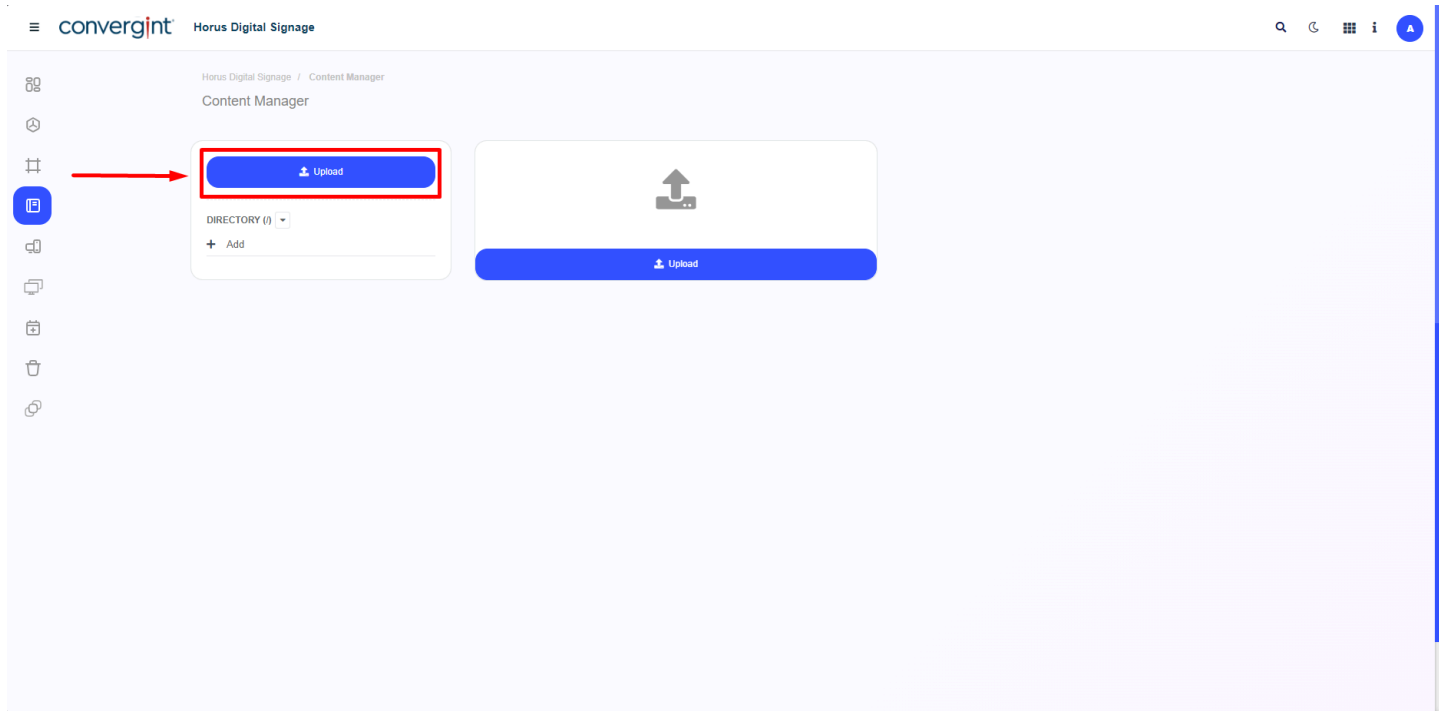 convergint Horus Digital Signage
A
Horus Digital Signage / Content Manager
Content Manager
Upload
DIRECTORY (/)
+ Add
Upload